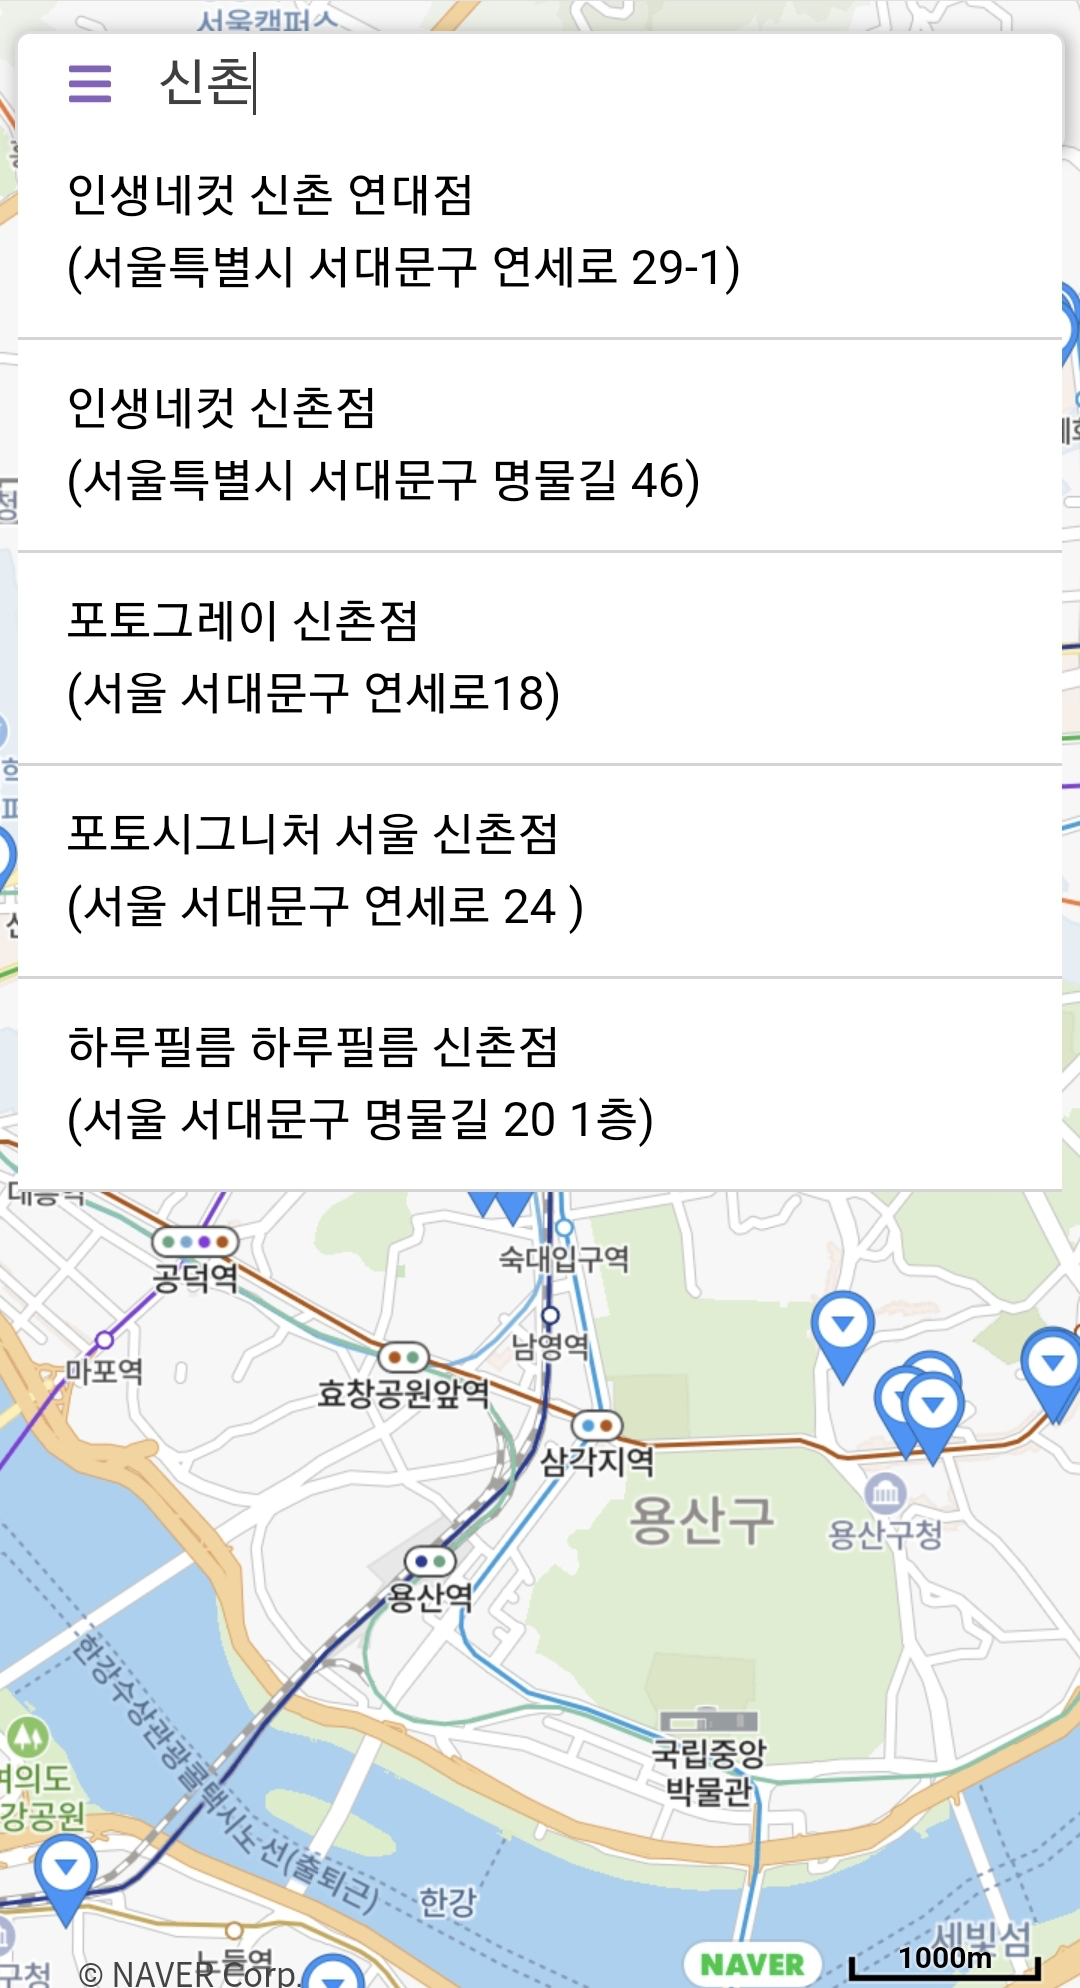 서울캠퍼스
신촌
인생네컷 신촌 연대점
(서울특별시 서대문구 연세로 29-1)
인생네컷 신촌점
(서울특별시 서대문구 명물길 46)
포토그레이 신촌점
(서울 서대문구 연세로18)
포토시그니처 서울 신촌점
(서울 서대문구 연세로 24 )
하루필름 하루필름 신촌점
(서울 서대문구 명물길 20 1층)
대흥역
숙대입구역
공덕역
남영역
마포역
효창공원앞역
삼각지역
용산구
용산구청
용산역
한강수상관광콜택시노선(출퇴근)
국립중앙
박물관
여의도
강공원
한강
세빛섬
노들역
구청
© NAVER Corp.
NAVER
1000m